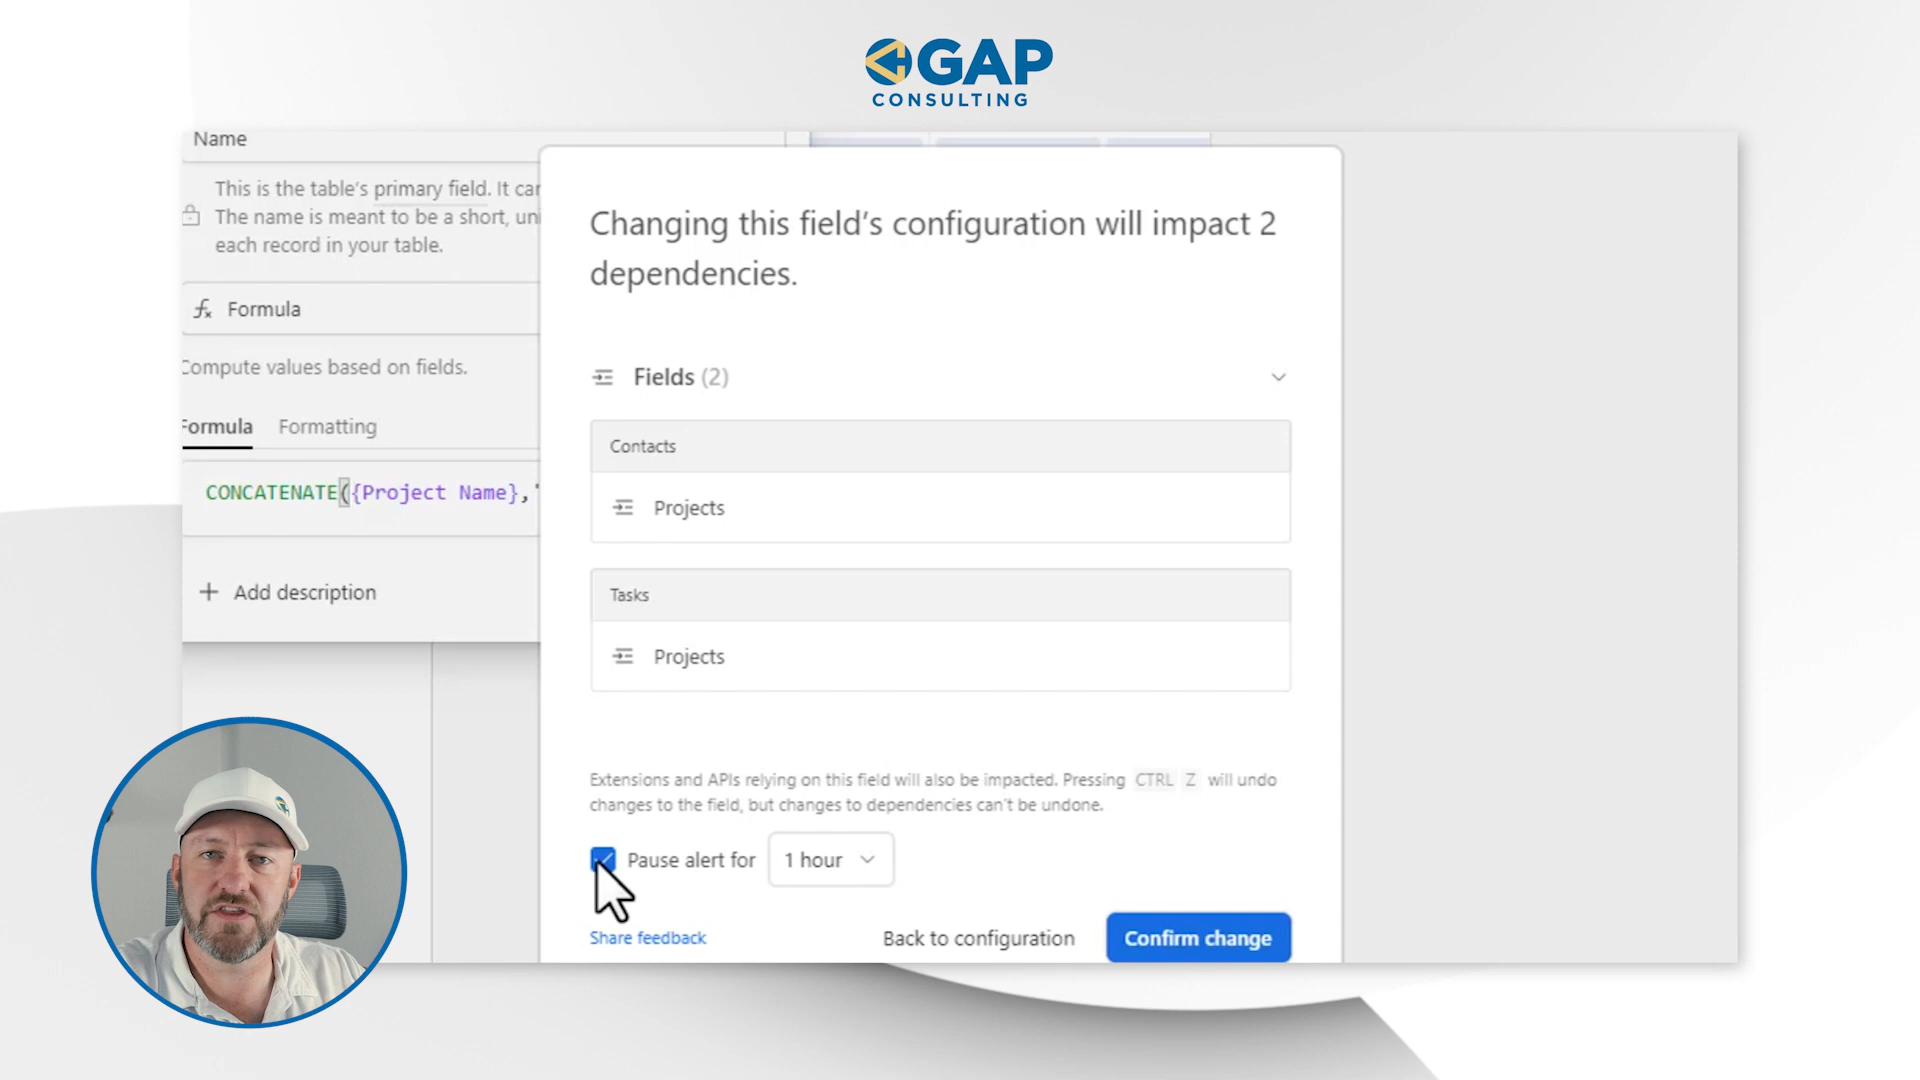 GAP
CONSULTING
Name
This is the table's primary field. It can
The name is meant to be a short, uni
each record in your table.
Formula
Compute values based on fields.
Formula Formatting
CONCATENATE({Project Name},"
+ Add description
Changing this field's configuration will impact 2
dependencies.
Fields (2)
Contacts
Projects
Tasks
Projects
Extensions and APIs relying on this field will also be impacted. Pressing CTRL Z will undo
changes to the field, but changes to dependencies can't be undone.
Pause alert for 1 hour
Share feedback Back to configuration Confirm change